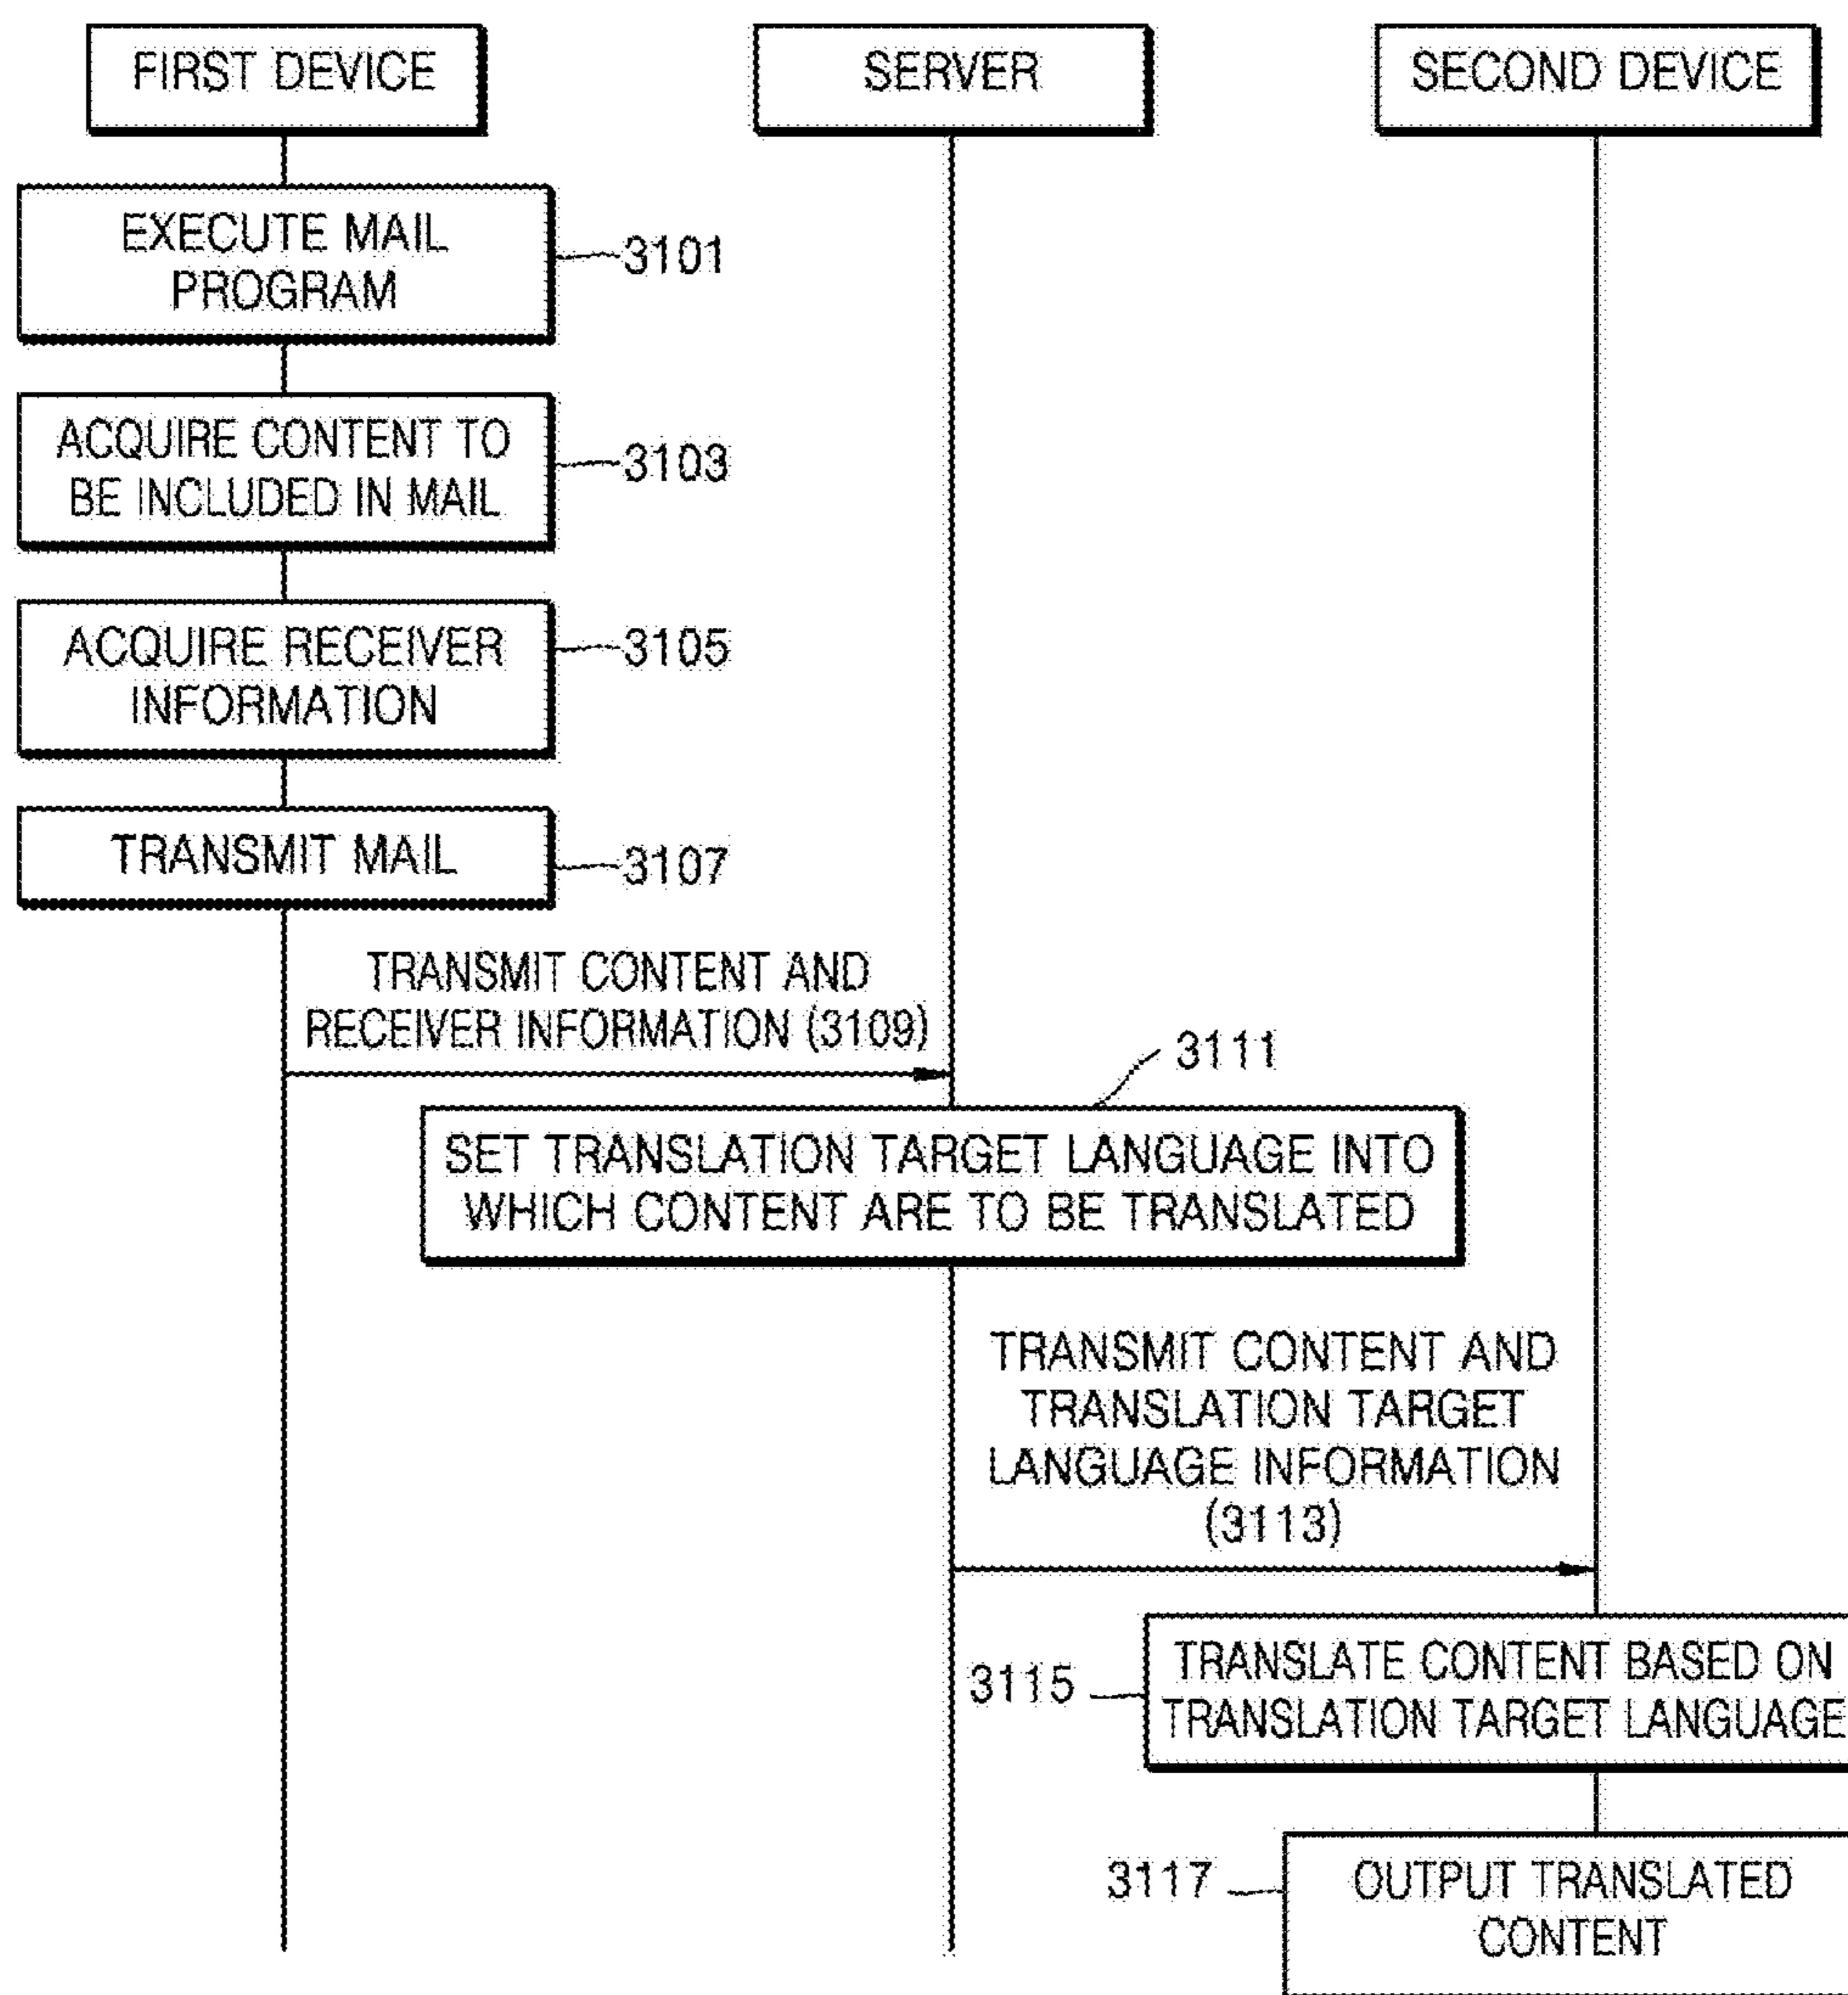 FIRST DEVICE
SERVER
SECOND DEVICE
EXECUTE MAIL
PROGRAM
3101
ACQUIRE CONTENT TO
BE INCLUDED IN MAIL
3103
ACQUIRE RECEIVER
INFORMATION
3105
TRANSMIT MAIL
3107
TRANSMIT CONTENT AND
RECEIVER INFORMATION (3109)
3111
SET TRANSLATION TARGET LANGUAGE INTO
WHICH CONTENT ARE TO BE TRANSLATED
TRANSMIT CONTENT AND
TRANSLATION TARGET
LANGUAGE INFORMATION
(3113)
3115
TRANSLATE CONTENT BASED ON
TRANSLATION TARGET LANGUAGE
3117
OUTPUT TRANSLATED
CONTENT